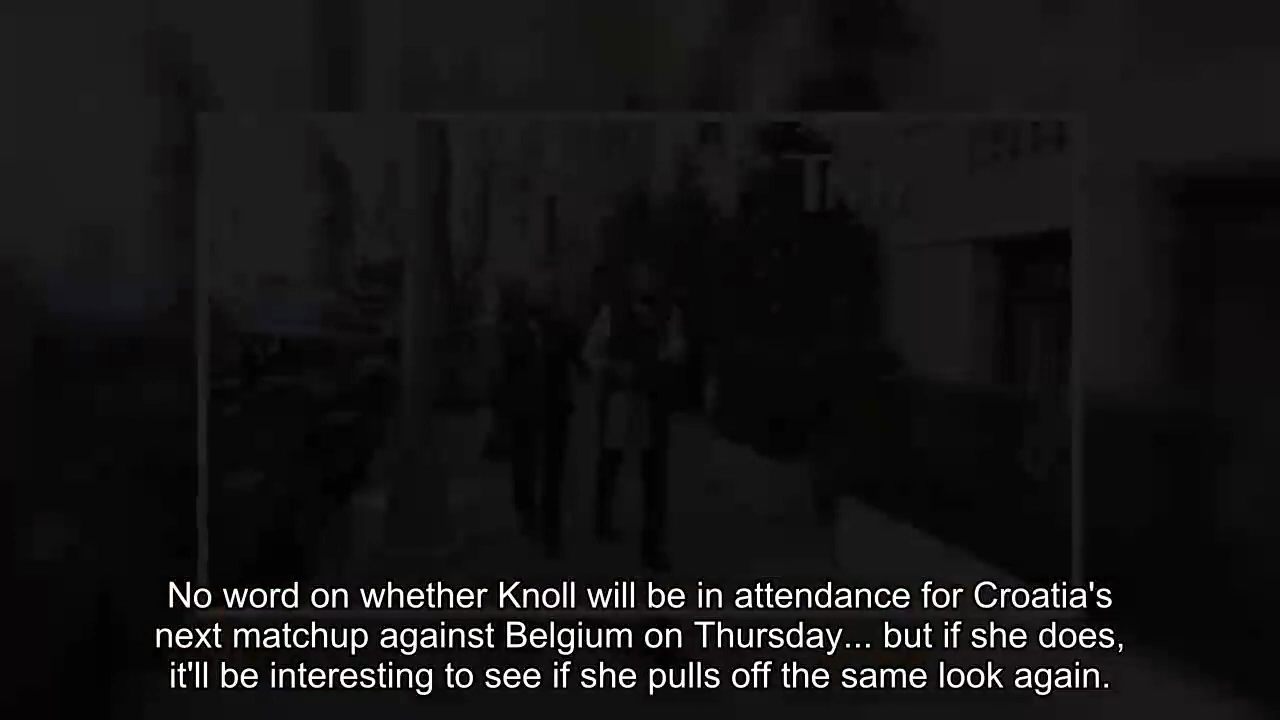 No word on whether Knoll will be in attendance for Croatia's
next matchup against Belgium on Thursday... but if she does,
it'll be interesting to see if she pulls off the same look again.